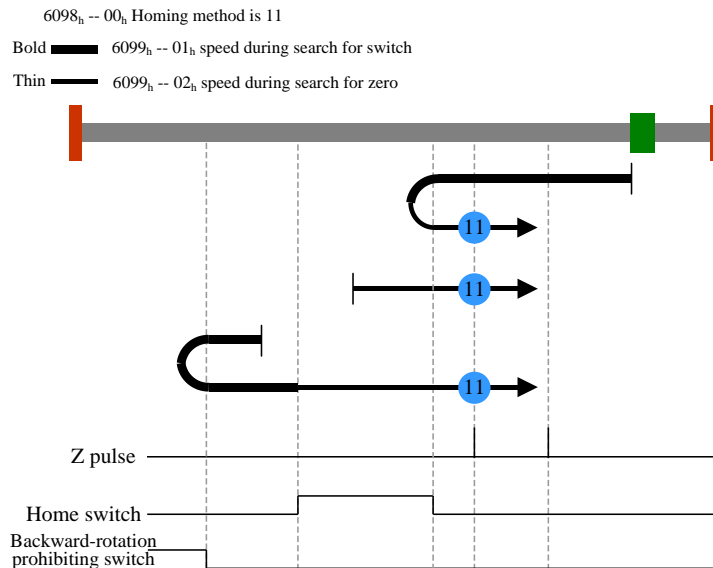 6098h -- 00h Homing method is 11
Bold 6099h -- 01h speed during search for switch
Thin 6099h -- 02h speed during search for zero
11
11
11
Z pulse
Home switch
Backward-rotation
prohibiting switch